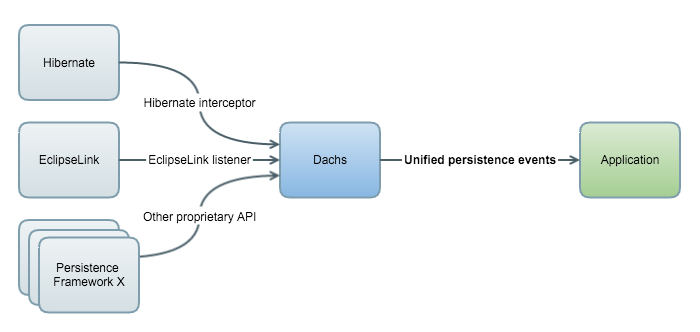 Hibernate
Hibernate interceptor
EclipseLink
EclipseLink listener
Dachs
Unified persistence events
Application
Other proprietary API
Persistence
Framework X